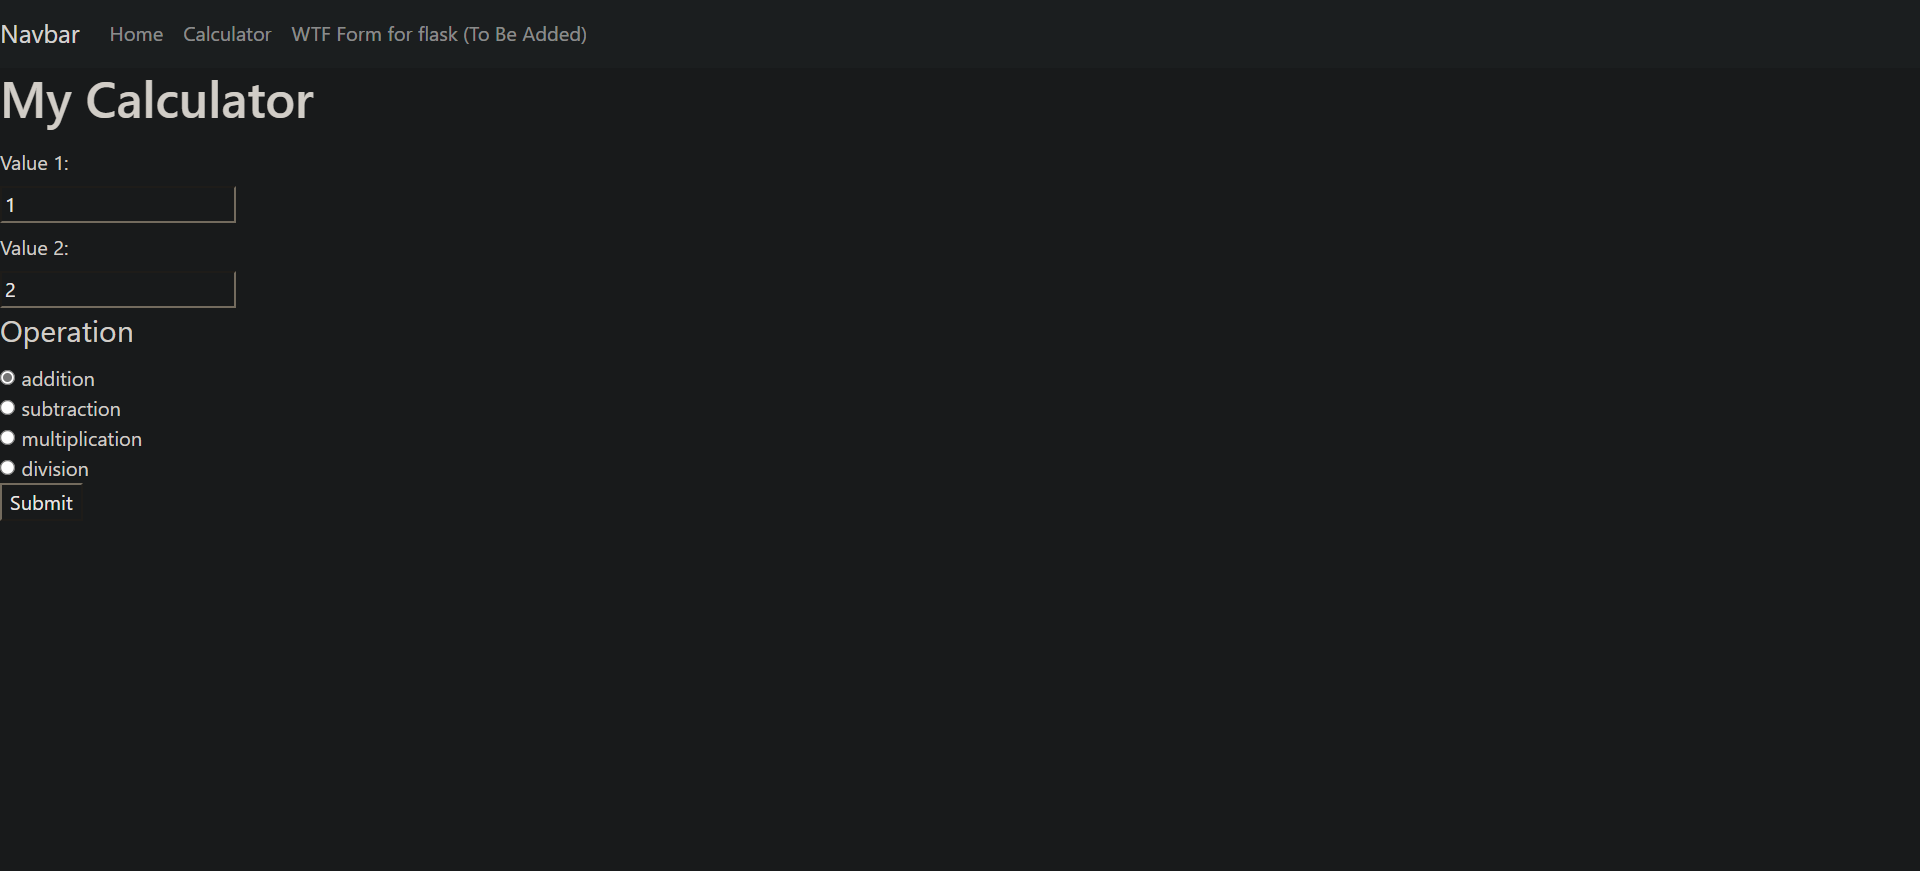 Navbar Home Calculator WTF Form for flask (To Be Added)
My Calculator
Value 1:
1
Value 2:
2
Operation
addition
subtraction
multiplication
division
Submit